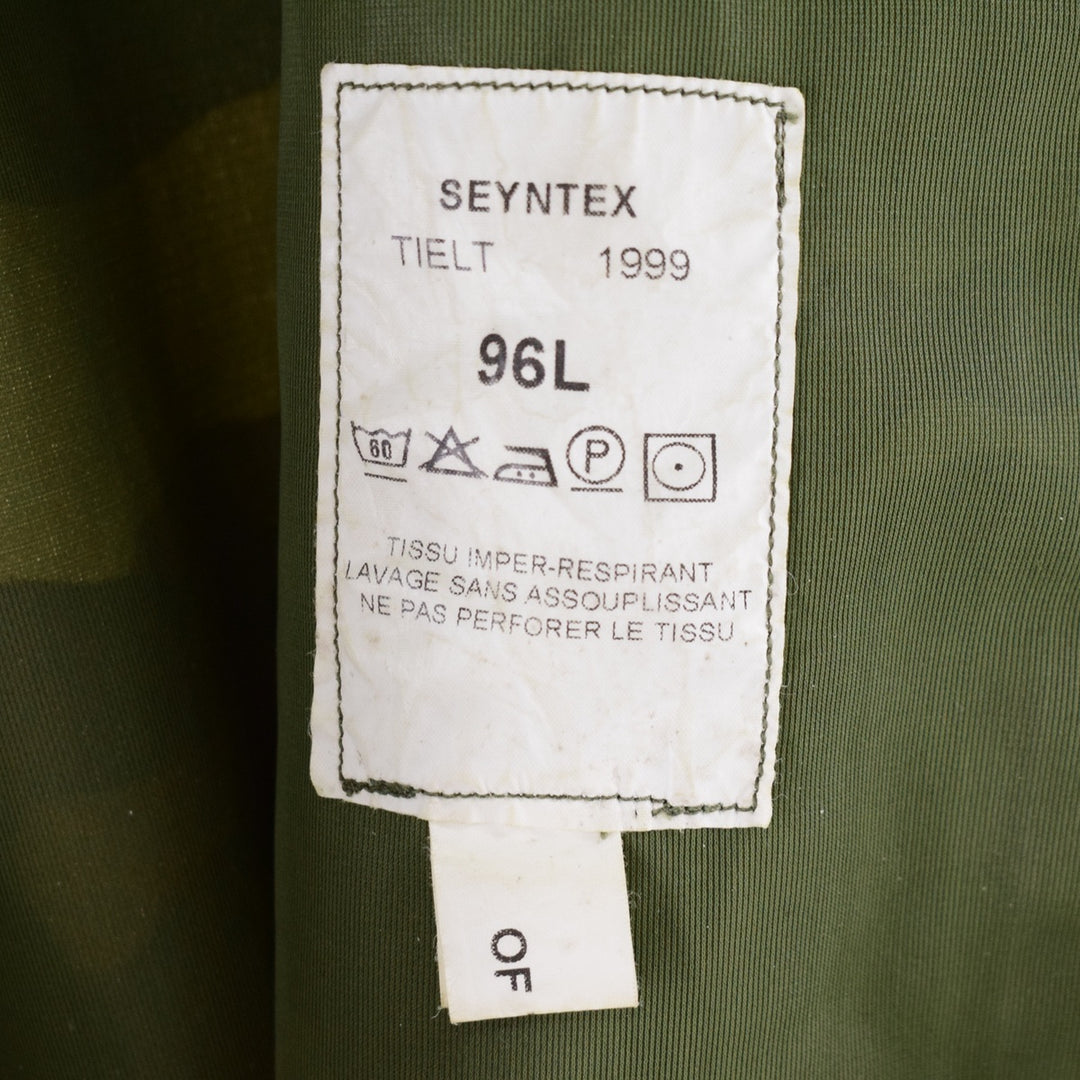 SEYNTEX
TIELT 1999
96L
60 P
TISSU IMPER-RESPIRANT
LAVAGE SANS ASSOUPLISSANT
NE PAS PERFORER LE TISSU
OF